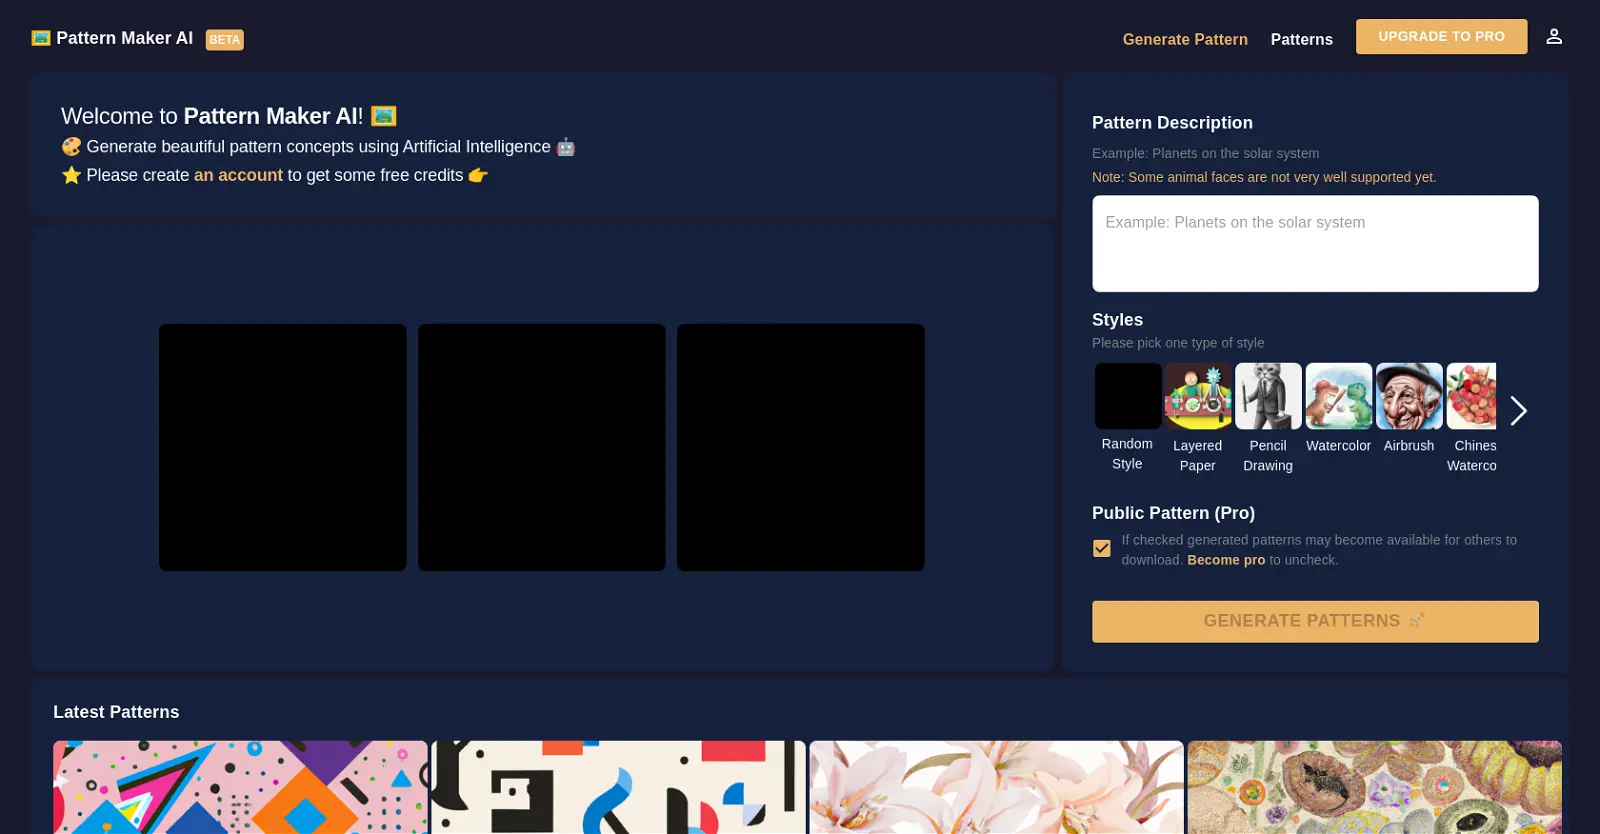 Pattern Maker AI BETA
Generate Pattern
Patterns
UPGRADE TO PRO
Welcome to Pattern Maker AI!
Generate beautiful pattern concepts using Artificial Intelligence
Please create an account to get some free credits
Pattern Description
Example: Planets on the solar system
Note: Some animal faces are not very well supported yet.
Example: Planets on the solar system
Styles
Please pick one type of style
Random
Style
Layered
Paper
Pencil
Drawing
Watercolor
Airbrush
Chines
Waterco
Public Pattern (Pro)
If checked generated patterns may become available for others to
download. Become pro to uncheck.
GENERATE PATTERNS
Latest Patterns